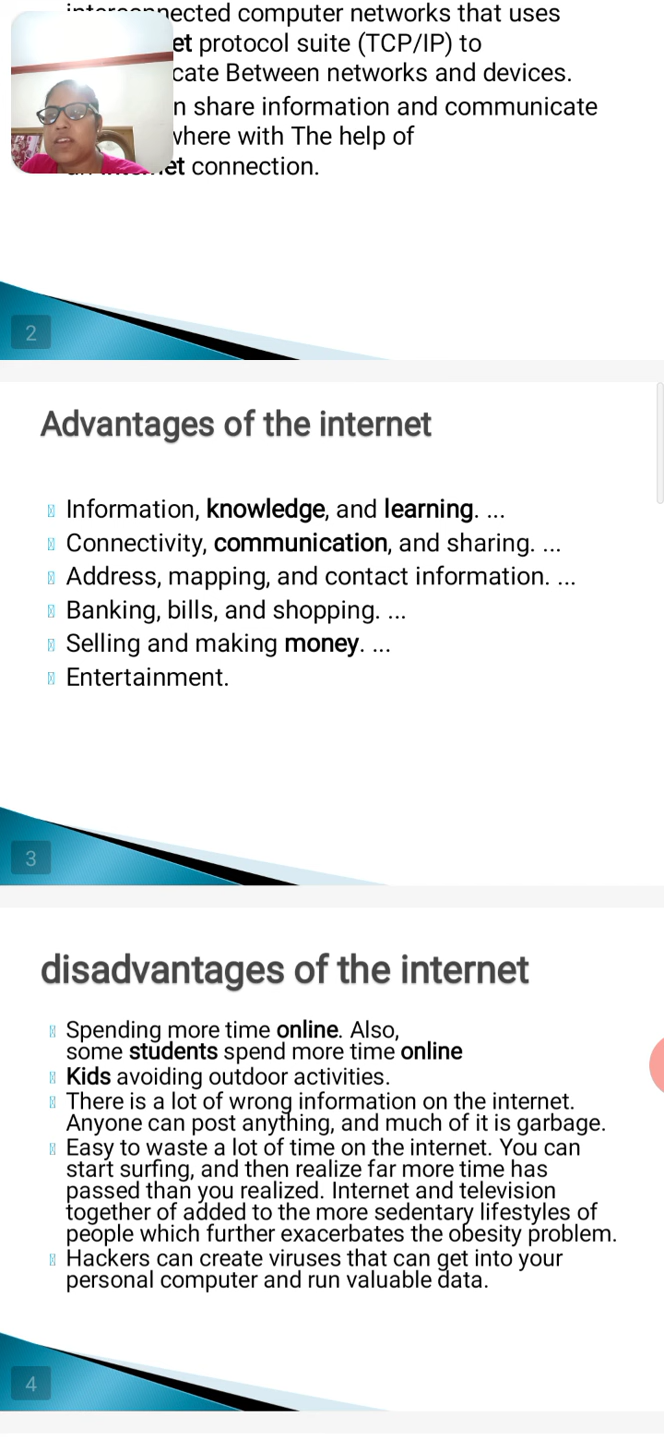 interconnected computer networks that uses
et protocol suite (TCP/IP) to
cate Between networks and devices.
n share information and communicate
where with The help of
et connection.
2
Advantages of the internet
Information, knowledge, and learning. ...
Connectivity, communication, and sharing. ...
Address, mapping, and contact information. ...
Banking, bills, and shopping. ...
Selling and making money. ...
Entertainment.
3
disadvantages of the internet
Spending more time online. Also,
some students spend more time online
Kids avoiding outdoor activities.
There is a lot of wrong information on the internet.
Anyone can post anything, and much of it is garbage.
Easy to waste a lot of time on the internet. You can
start surfing, and then realize far more time has
passed than you realized. Internet and television
together of added to the more sedentary lifestyles of
people which further exacerbates the obesity problem.
Hackers can create viruses that can get into your
personal computer and run valuable data.
4